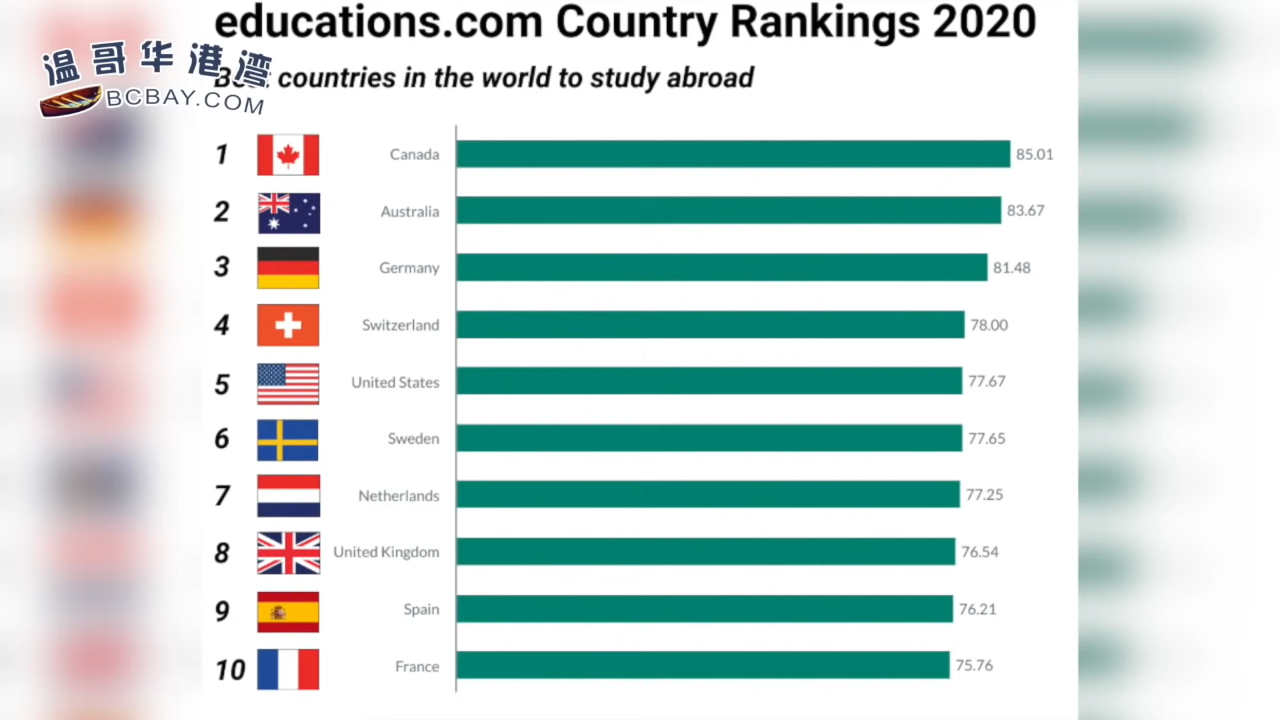 educations.com Country Rankings 2020
温哥华港湾
countries in the world to study abroad
BCBAY.COM
1 Canada 85.01
2 Australia 83.67
3 Germany 81.48
4 Switzerland 78.00
5 United States 77.67
6 Sweden 77.65
7 Netherlands 77.25
8 United Kingdom 76.54
9 Spain 76.21
10 France 75.76